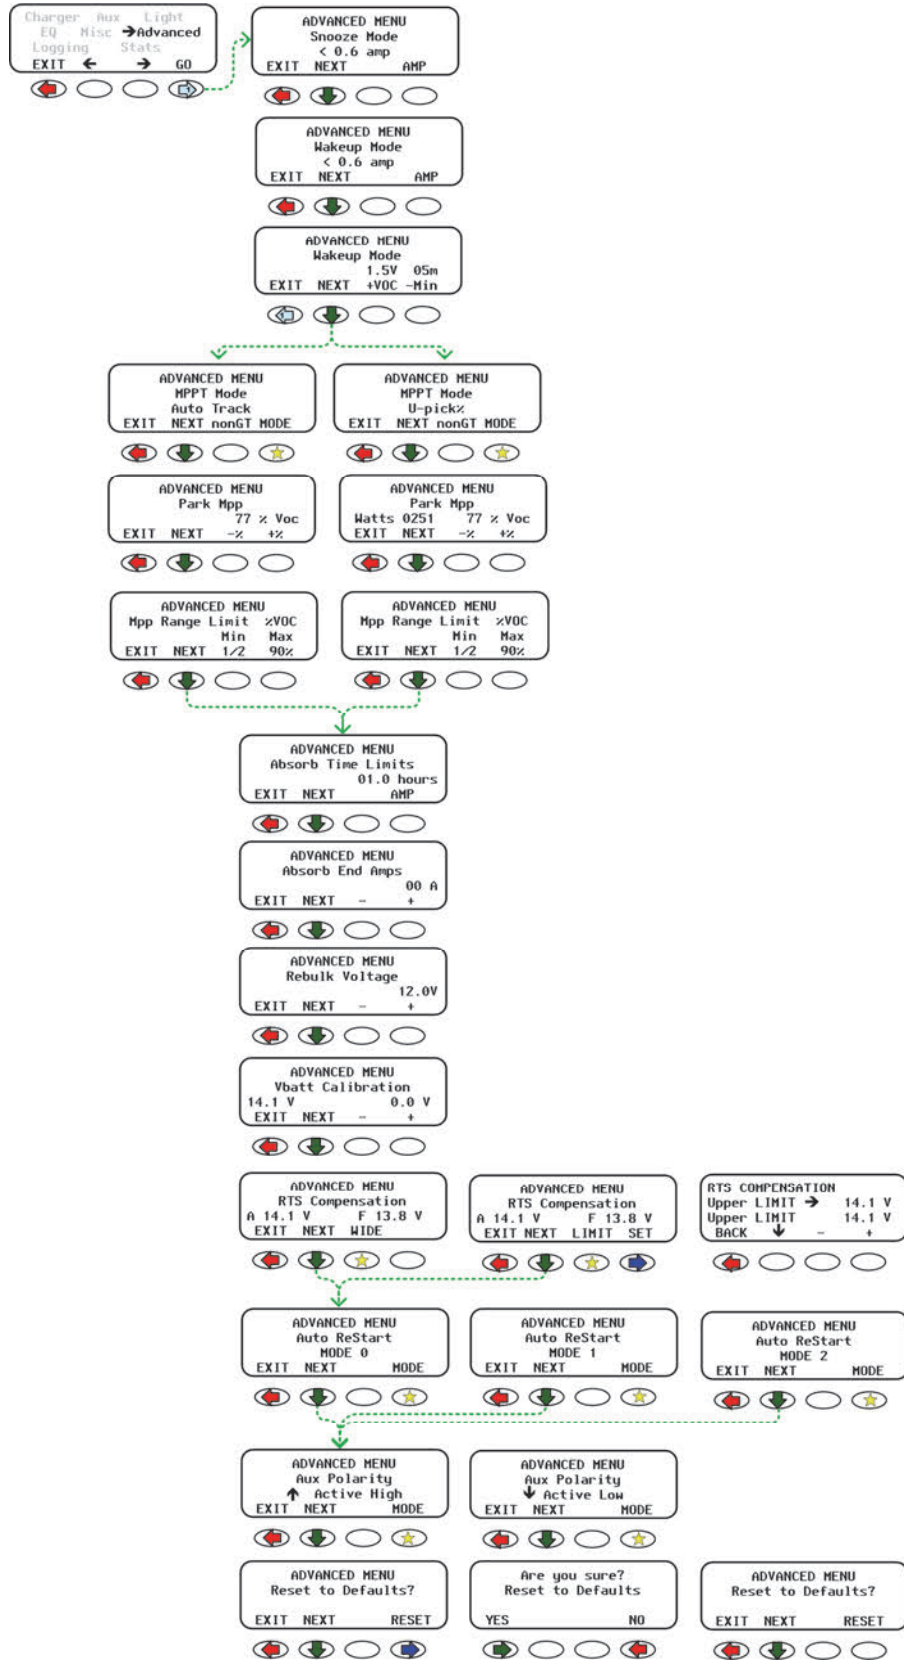 Charger Aux Light
EQ Misc →Advanced
Logging Stats
EXIT ← → GO
ADVANCED MENU
Snooze Mode
< 0.6 amp
EXIT NEXT AMP
ADVANCED MENU
Wakeup Mode
< 0.6 amp
EXIT NEXT AMP
ADVANCED MENU
Wakeup Mode
1.5V 05m
EXIT NEXT +VOC -Min
ADVANCED MENU
MPPT Mode
Auto Track
EXIT NEXT nonGT MODE
ADVANCED MENU
MPPT Mode
U-pick%
EXIT NEXT nonGT MODE
ADVANCED MENU
Park Mpp
77 % Voc
EXIT NEXT -% +%
ADVANCED MENU
Park Mpp
Watts 0251 77 % Voc
EXIT NEXT -% +%
ADVANCED MENU
Mpp Range Limit %VOC
Min Max
EXIT NEXT 1/2 90%
ADVANCED MENU
Mpp Range Limit %VOC
Min Max
EXIT NEXT 1/2 90%
ADVANCED MENU
Absorb Time Limits
01.0 hours
EXIT NEXT AMP
ADVANCED MENU
Absorb End Amps
00 A
EXIT NEXT - +
ADVANCED MENU
Rebulk Voltage
12.0V
EXIT NEXT - +
ADVANCED MENU
Vbatt Calibration
14.1 V 0.0 V
EXIT NEXT - +
ADVANCED MENU
RTS Compensation
A 14.1 V F 13.8 V
EXIT NEXT WIDE
ADVANCED MENU
RTS Compensation
A 14.1 V F 13.8 V
EXIT NEXT LIMIT SET
RTS COMPENSATION
Upper LIMIT → 14.1 V
Upper LIMIT 14.1 V
BACK ↓ - +
ADVANCED MENU
Auto ReStart
MODE 0
EXIT NEXT MODE
ADVANCED MENU
Auto ReStart
MODE 1
EXIT NEXT MODE
ADVANCED MENU
Auto ReStart
MODE 2
EXIT NEXT MODE
ADVANCED MENU
Aux Polarity
↑ Active High
EXIT NEXT MODE
ADVANCED MENU
Aux Polarity
↓ Active Low
EXIT NEXT MODE
ADVANCED MENU
Reset to Defaults?
EXIT NEXT RESET
Are you sure?
Reset to Defaults
YES NO
ADVANCED MENU
Reset to Defaults?
EXIT NEXT RESET